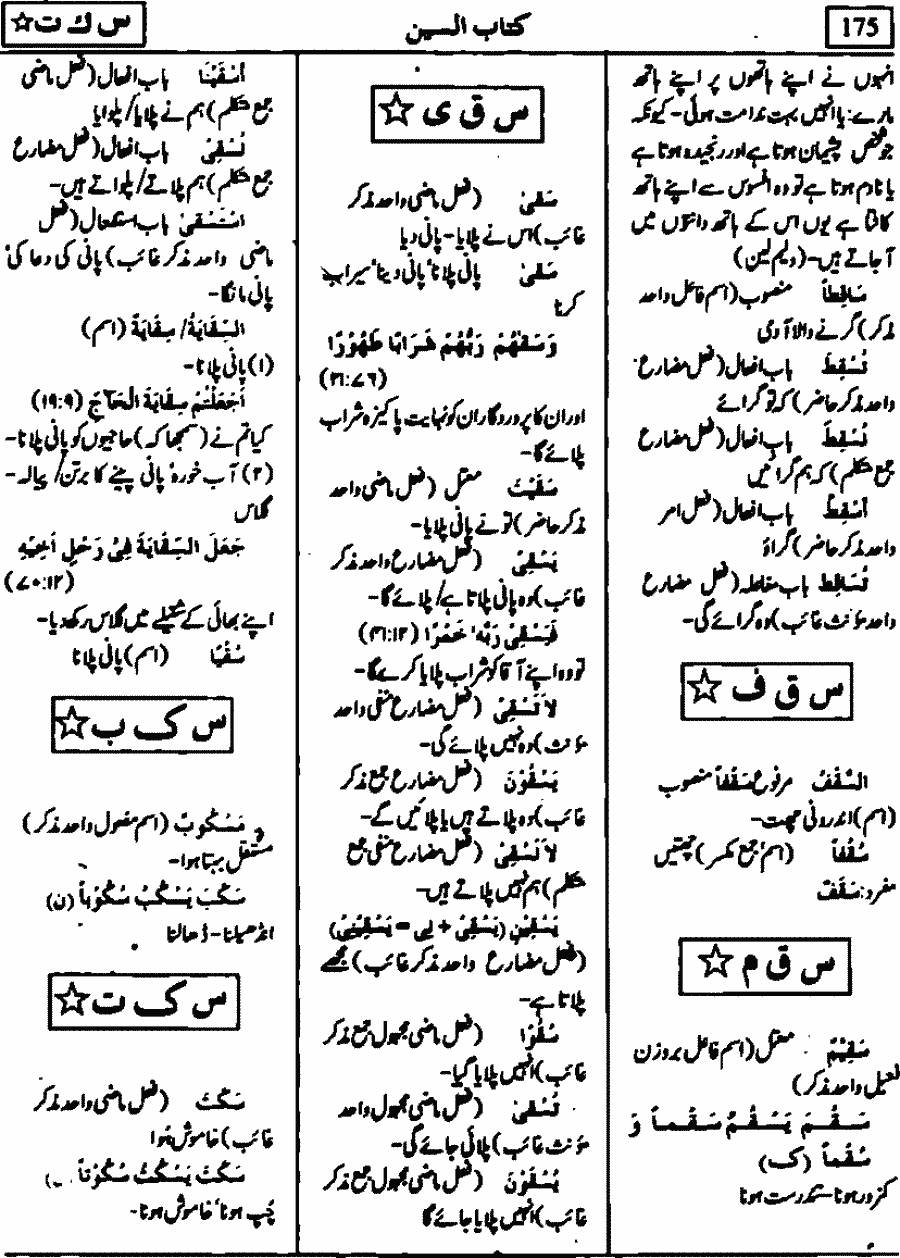 175
کتاب السین
س ک ت ☆
انہوں نے اپنے ہاتھوں پر اپنے ہاتھ
مارے: یا انہیں بہت ندامت ہوئی۔ کیونکہ
جو شخص پشیمان ہوتا ہے اور رنجیدہ ہوتا ہے
یا نادم ہوتا ہے تو وہ افسوس سے اپنے ہاتھ
کاٹتا ہے یوں اس کے ہاتھ دانتوں میں
آ جاتے ہیں۔ (ولیم لین)
سَاقِطاً منصوب (اسم فاعل واحد
مذکر) گرنے والا آدی
تُسْقِطَ باب افعال (فعل مضارع
واحد مذکر حاضر) کہ تو گرائے
نُسْقِطَ باب افعال (فعل مضارع
جمع متکلم) کہ ہم گرائیں
اَسْقِطْ باب افعال (فعل امر
واحد مذکر حاضر) گراؤ
تُسَاقِط باب مفاعلہ (فعل مضارع
واحد مؤنث غائب) وہ گرائے گی۔
س ق ف ☆
السَّقْفُ مرفوع سَقْفاً منصوب
(اسم) اندرونی چھت۔
سُقُفاً (اسم جمع مکسر) چھتیں
مفرد: سَقْفٌ
س ق م ☆
سَقِيْمٌ معتل (اسم فاعل بروزن
فعیل واحد مذکر)
سَقُمَ يَسْقُمُ سَقْماً وَ
سُقْماً (ک)
کمزور ہونا۔ تندرست ہونا
س ق ی ☆
سَقیٰ (فعل ماضی واحد مذکر
غائب) اس نے پلایا۔ پانی دیا
سَقیٰ پانی پلانا' پانی دینا' سیراب
کرنا
وَسَقٰهُمْ رَبُّهُمْ شَرَابًا طَهُوْرًا
(۲۱:۷۶)
اور ان کا پروردگار ان کو نہایت پاکیزہ شراب
پلائے گا۔
سَقَيْتَ معتل (فعل ماضی واحد
مذکر حاضر) تو نے پانی پلایا۔
يَسْقِيْ (فعل مضارع واحد مذکر
غائب) وہ پانی پلاتا ہے/ پلائے گا۔
فَيَسْقِيْ رَبَّهٗ خَمْرًا (۴۱:۱۲)
تو وہ اپنے آقا کو شراب پلایا کرے گا۔
لَا تَسْقِيْ (فعل مضارع منفی واحد
مؤنث) وہ نہیں پلائے گی۔
يَسْقُوْنَ (فعل مضارع جمع مذکر
غائب) وہ پلاتے ہیں یا پلائیں گے۔
لَا نَسْقِيْ (فعل مضارع منفی جمع
متکلم) ہم نہیں پلاتے ہیں۔
يَسْقِيْنِ (يَسْقِيْ + نِی = يَسْقِيْنِیْ)
(فعل مضارع واحد مذکر غائب) مجھے
پلاتا ہے۔
سُقُوْا (فعل ماضی مجہول جمع مذکر
غائب) انہیں پلایا گیا۔
تُسْقیٰ (فعل ماضی مجہول واحد
مؤنث غائب) پلائی جائے گی۔
يُسْقَوْنَ (فعل ماضی مجہول جمع مذکر
غائب) انہیں پلایا جائے گا
اَسْقَيْنَا باب افعال (فعل ماضی
جمع متکلم) ہم نے پلایا/ پلوایا
نُسْقِيْ باب افعال (فعل مضارع
جمع متکلم) ہم پلاتے/ پلواتے ہیں۔
اسْتَسْقیٰ باب استفعال (فعل
ماضی واحد مذکر غائب) پانی کی دعا کی'
پانی مانگا۔
السِّقَايَةُ/ سِقَايَةَ (اسم)
(۱) پانی پلانا۔
اَجَعَلْتُمْ سِقَايَةَ الْحَآجِّ (۱۹:۹)
کیا تم نے (سمجھا کہ) حاجیوں کو پانی پلانا۔
(۲) آب خورہ' پانی پینے کا برتن/ پیالہ۔
گلاس
جَعَلَ السِّقَايَةَ فِيْ رَحْلِ اَخِيْهِ
(۷۰:۱۲)
اپنے بھائی کے تھیلے میں گلاس رکھ دیا۔
سُقْيَا (اسم) پانی پلانا
س ک ب ☆
مَسْكُوْبٌ (اسم مفعول واحد مذکر)
مستقل بہتا ہوا۔
سَكَبَ يَسْكُبُ سُكُوْباً (ن)
انڈھیلنا۔ ڈھالنا
س ک ت ☆
سَكَتَ (فعل ماضی واحد مذکر
غائب) خاموش ہوا
سَكَتَ يَسْكُتُ سُكُوْتاً
چُپ ہونا' خاموش ہونا۔